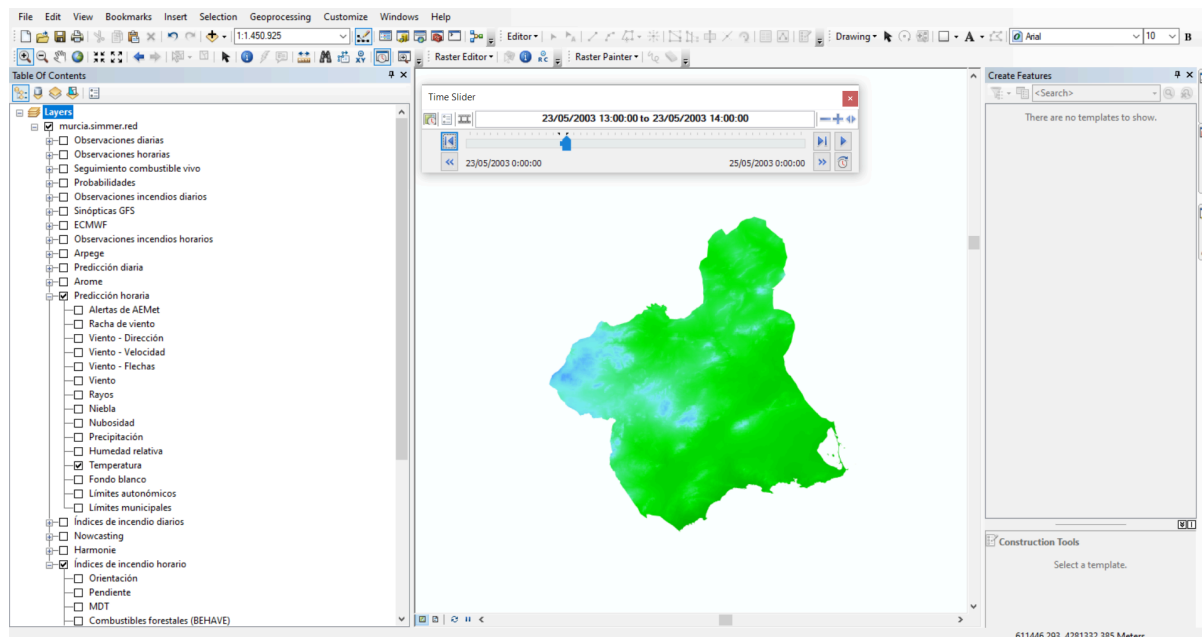 File Edit View Bookmarks Insert Selection Geoprocessing Customize Windows Help
1:1.450.925 Editor Drawing A Arial 10 B
Raster Editor Raster Painter
Table Of Contents
Create Features
<Search>
There are no templates to show.
Layers
murcia.simmer.red
Observaciones diarias
Observaciones horarias
Seguimiento combustible vivo
Probabilidades
Observaciones incendios diarios
Sinópticas GFS
ECMWF
Observaciones incendios horarios
Arpege
Predicción diaria
Arome
Predicción horaria
Alertas de AEMet
Racha de viento
Viento - Dirección
Viento - Velocidad
Viento - Flechas
Viento
Rayos
Niebla
Nubosidad
Precipitación
Humedad relativa
Temperatura
Fondo blanco
Límites autonómicos
Límites municipales
Índices de incendio diarios
Nowcasting
Harmonie
Índices de incendio horario
Orientación
Pendiente
MDT
Combustibles forestales (BEHAVE)
Time Slider
23/05/2003 13:00:00 to 23/05/2003 14:00:00
23/05/2003 0:00:00 25/05/2003 0:00:00
Construction Tools
Select a template.
611446,293 4281332,385 Meters